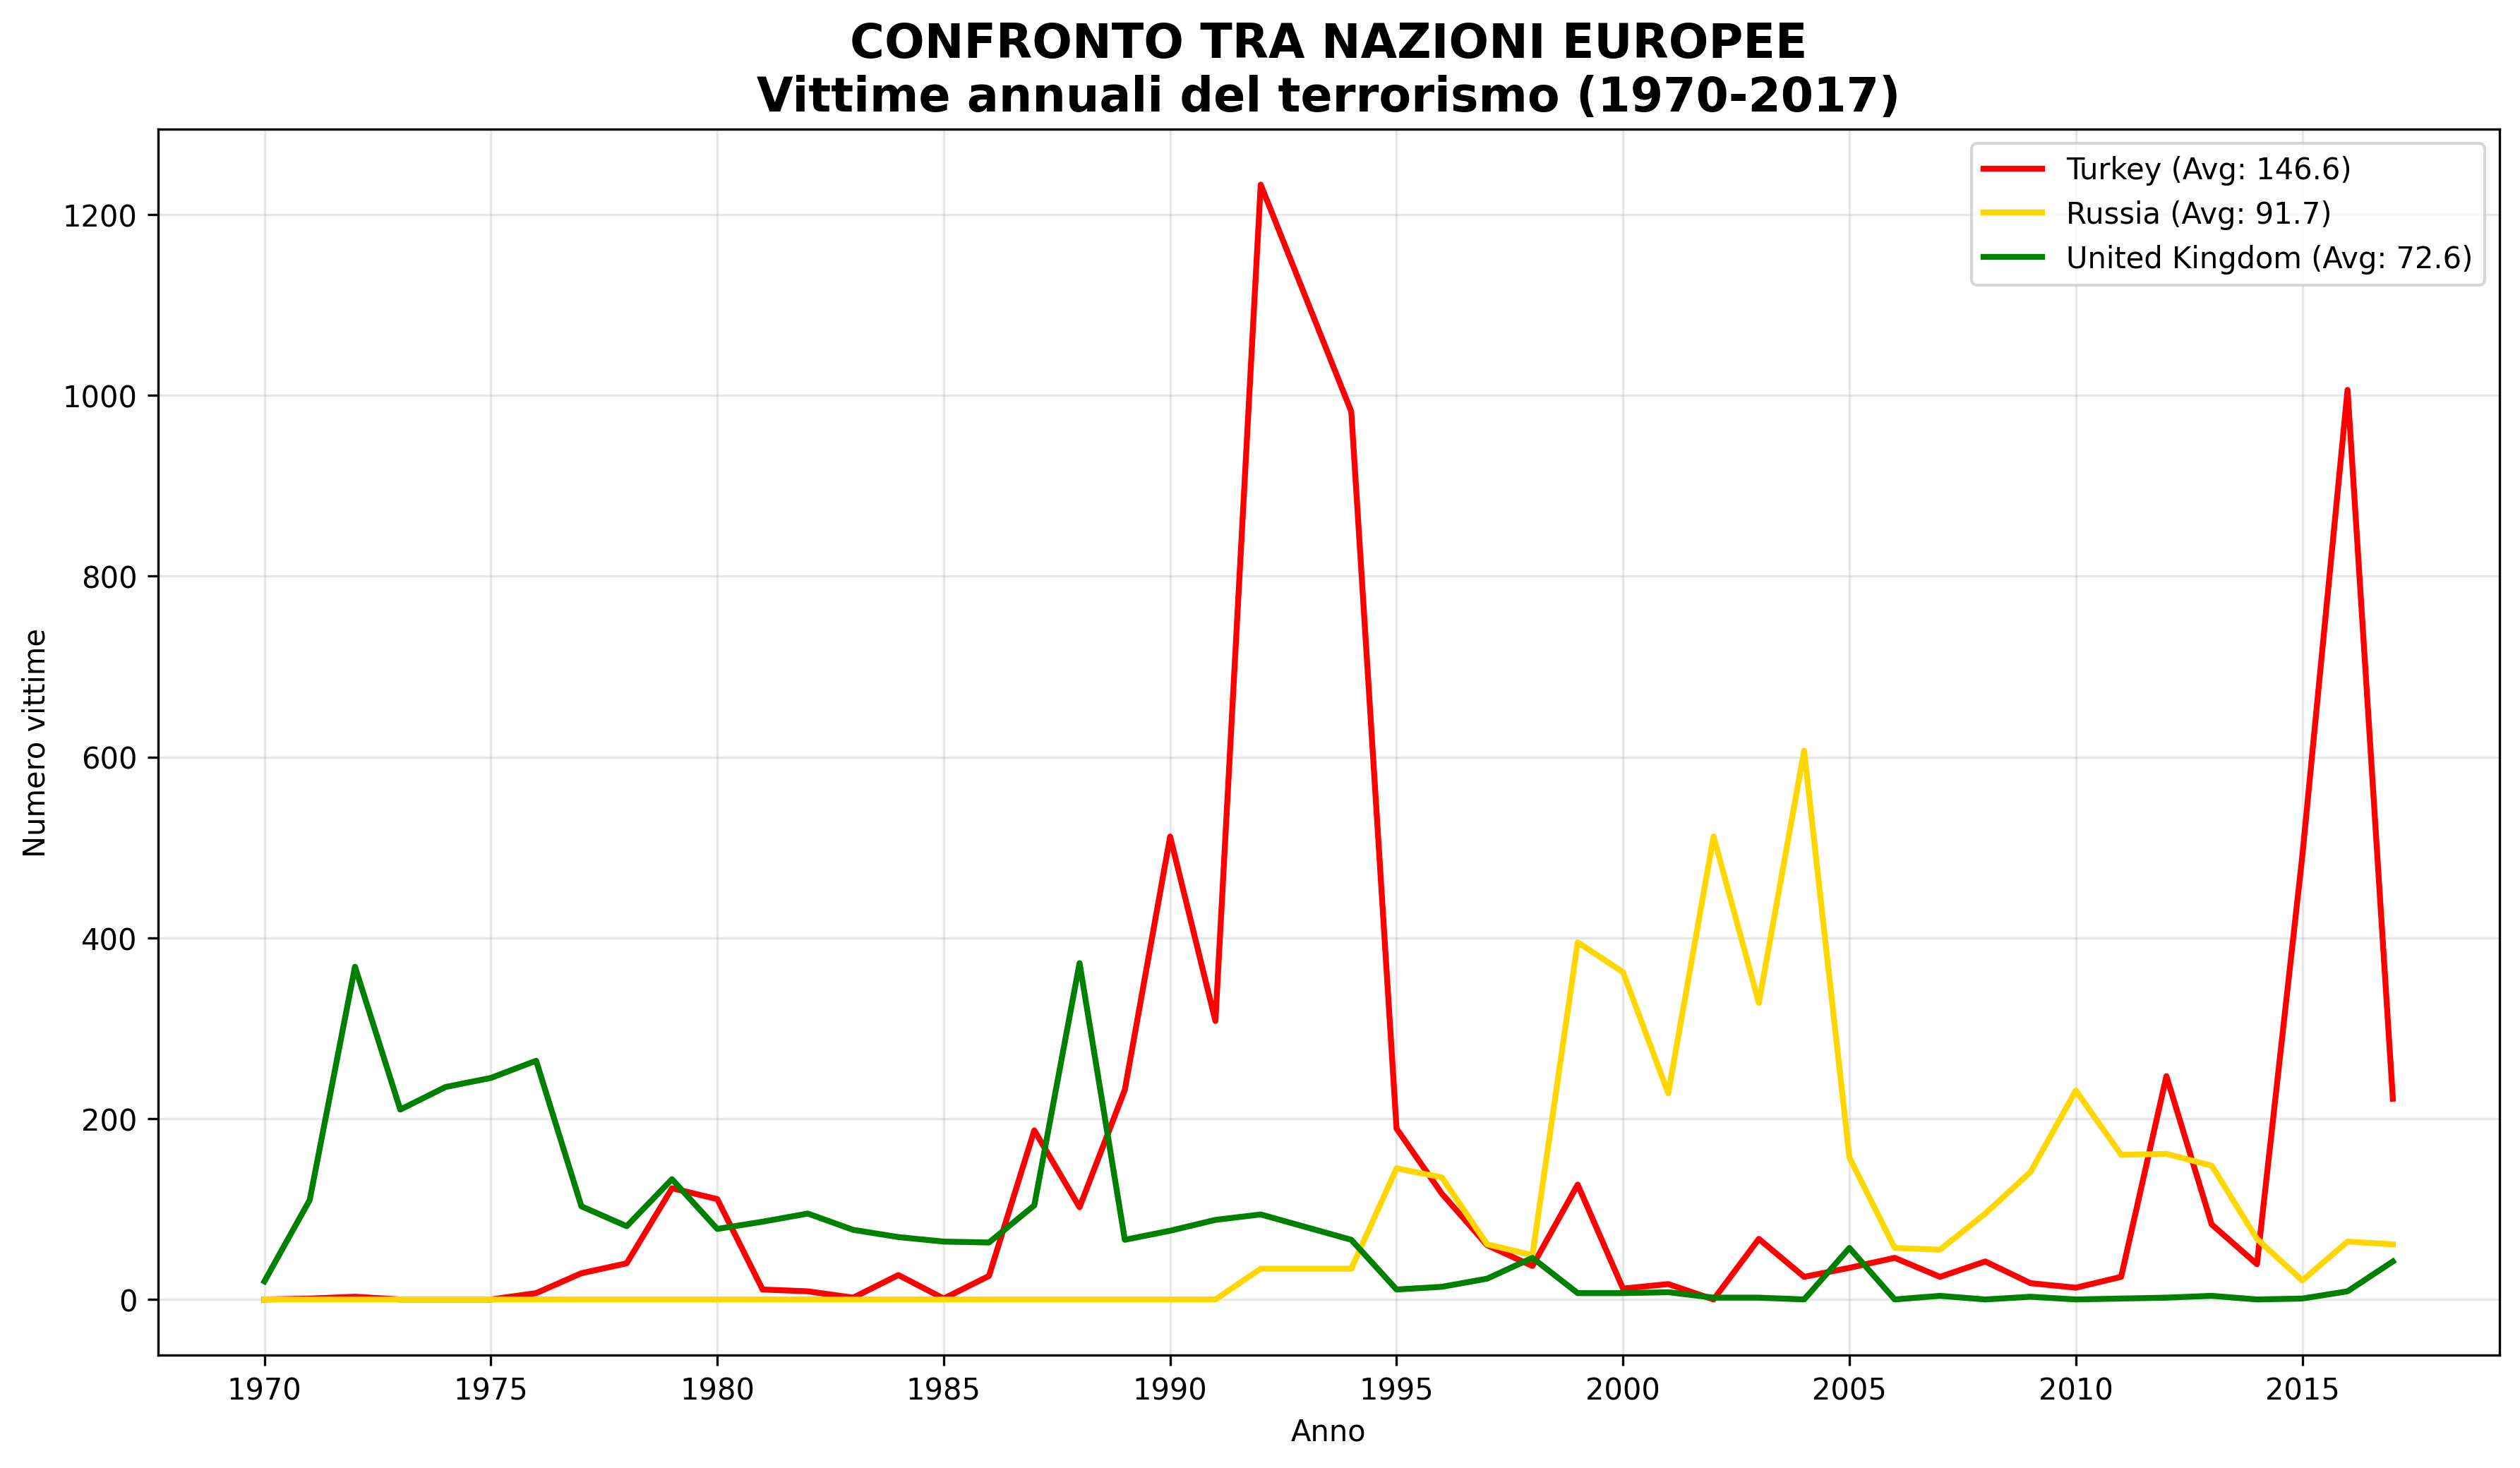 CONFRONTO TRA NAZIONI EUROPEE
Vittime annuali del terrorismo (1970-2017)
Turkey (Avg: 146.6)
Russia (Avg: 91.7)
United Kingdom (Avg: 72.6)
Numero vittime
1200
1000
800
600
400
200
0
1970 1975 1980 1985 1990 1995 2000 2005 2010 2015
Anno